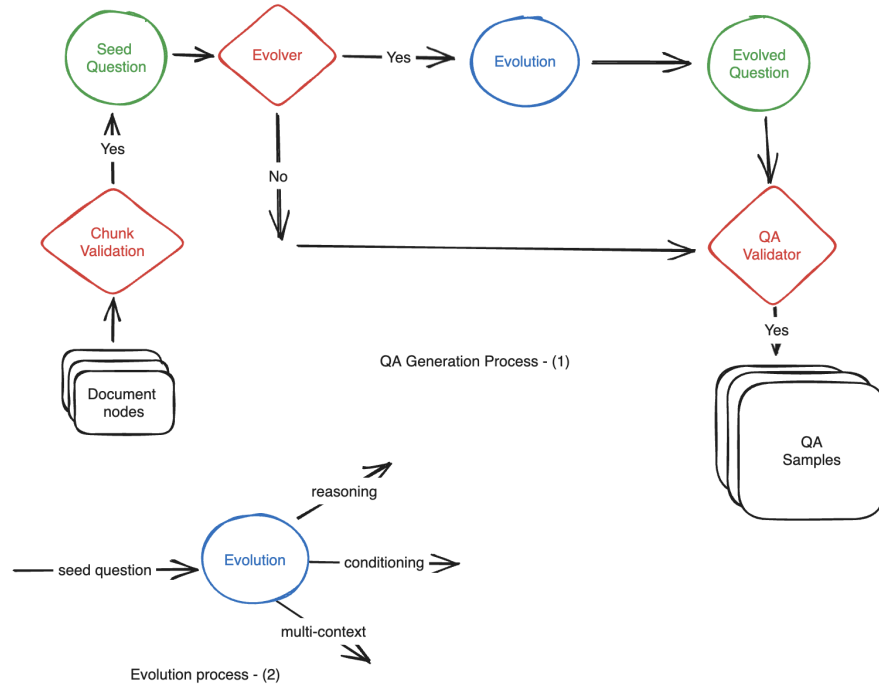 Seed
Question
Evolver
Yes
Evolution
Evolved
Question
Yes
No
Chunk
Validation
QA
Validator
Yes
Document
nodes
QA Generation Process - (1)
QA
Samples
reasoning
seed question
Evolution
conditioning
multi-context
Evolution process - (2)